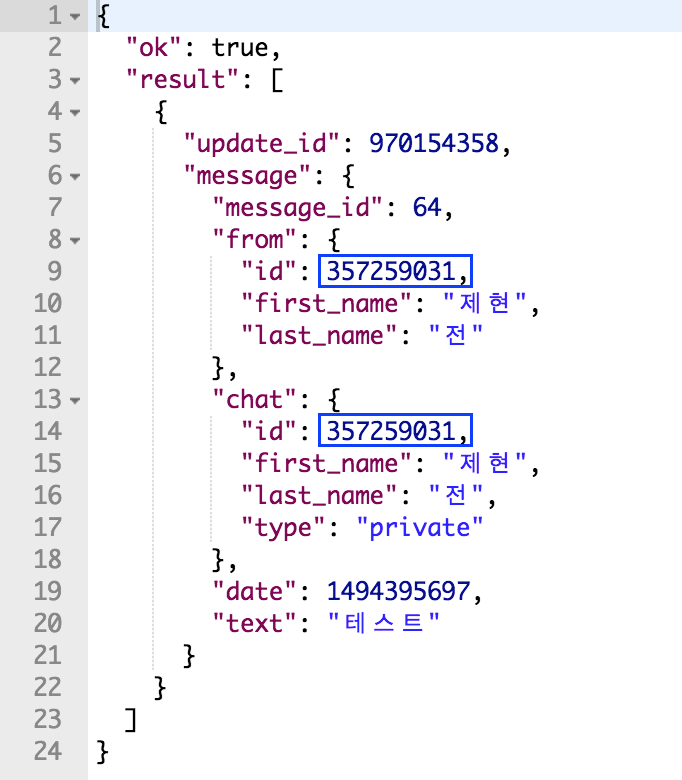 1 {
2 "ok": true,
3 "result": [
4 {
5 "update_id": 970154358,
6 "message": {
7 "message_id": 64,
8 "from": {
9 "id": 357259031,
10 "first_name": "제현",
11 "last_name": "전"
12 },
13 "chat": {
14 "id": 357259031,
15 "first_name": "제현",
16 "last_name": "전",
17 "type": "private"
18 },
19 "date": 1494395697,
20 "text": "테스트"
21 }
22 }
23 ]
24 }